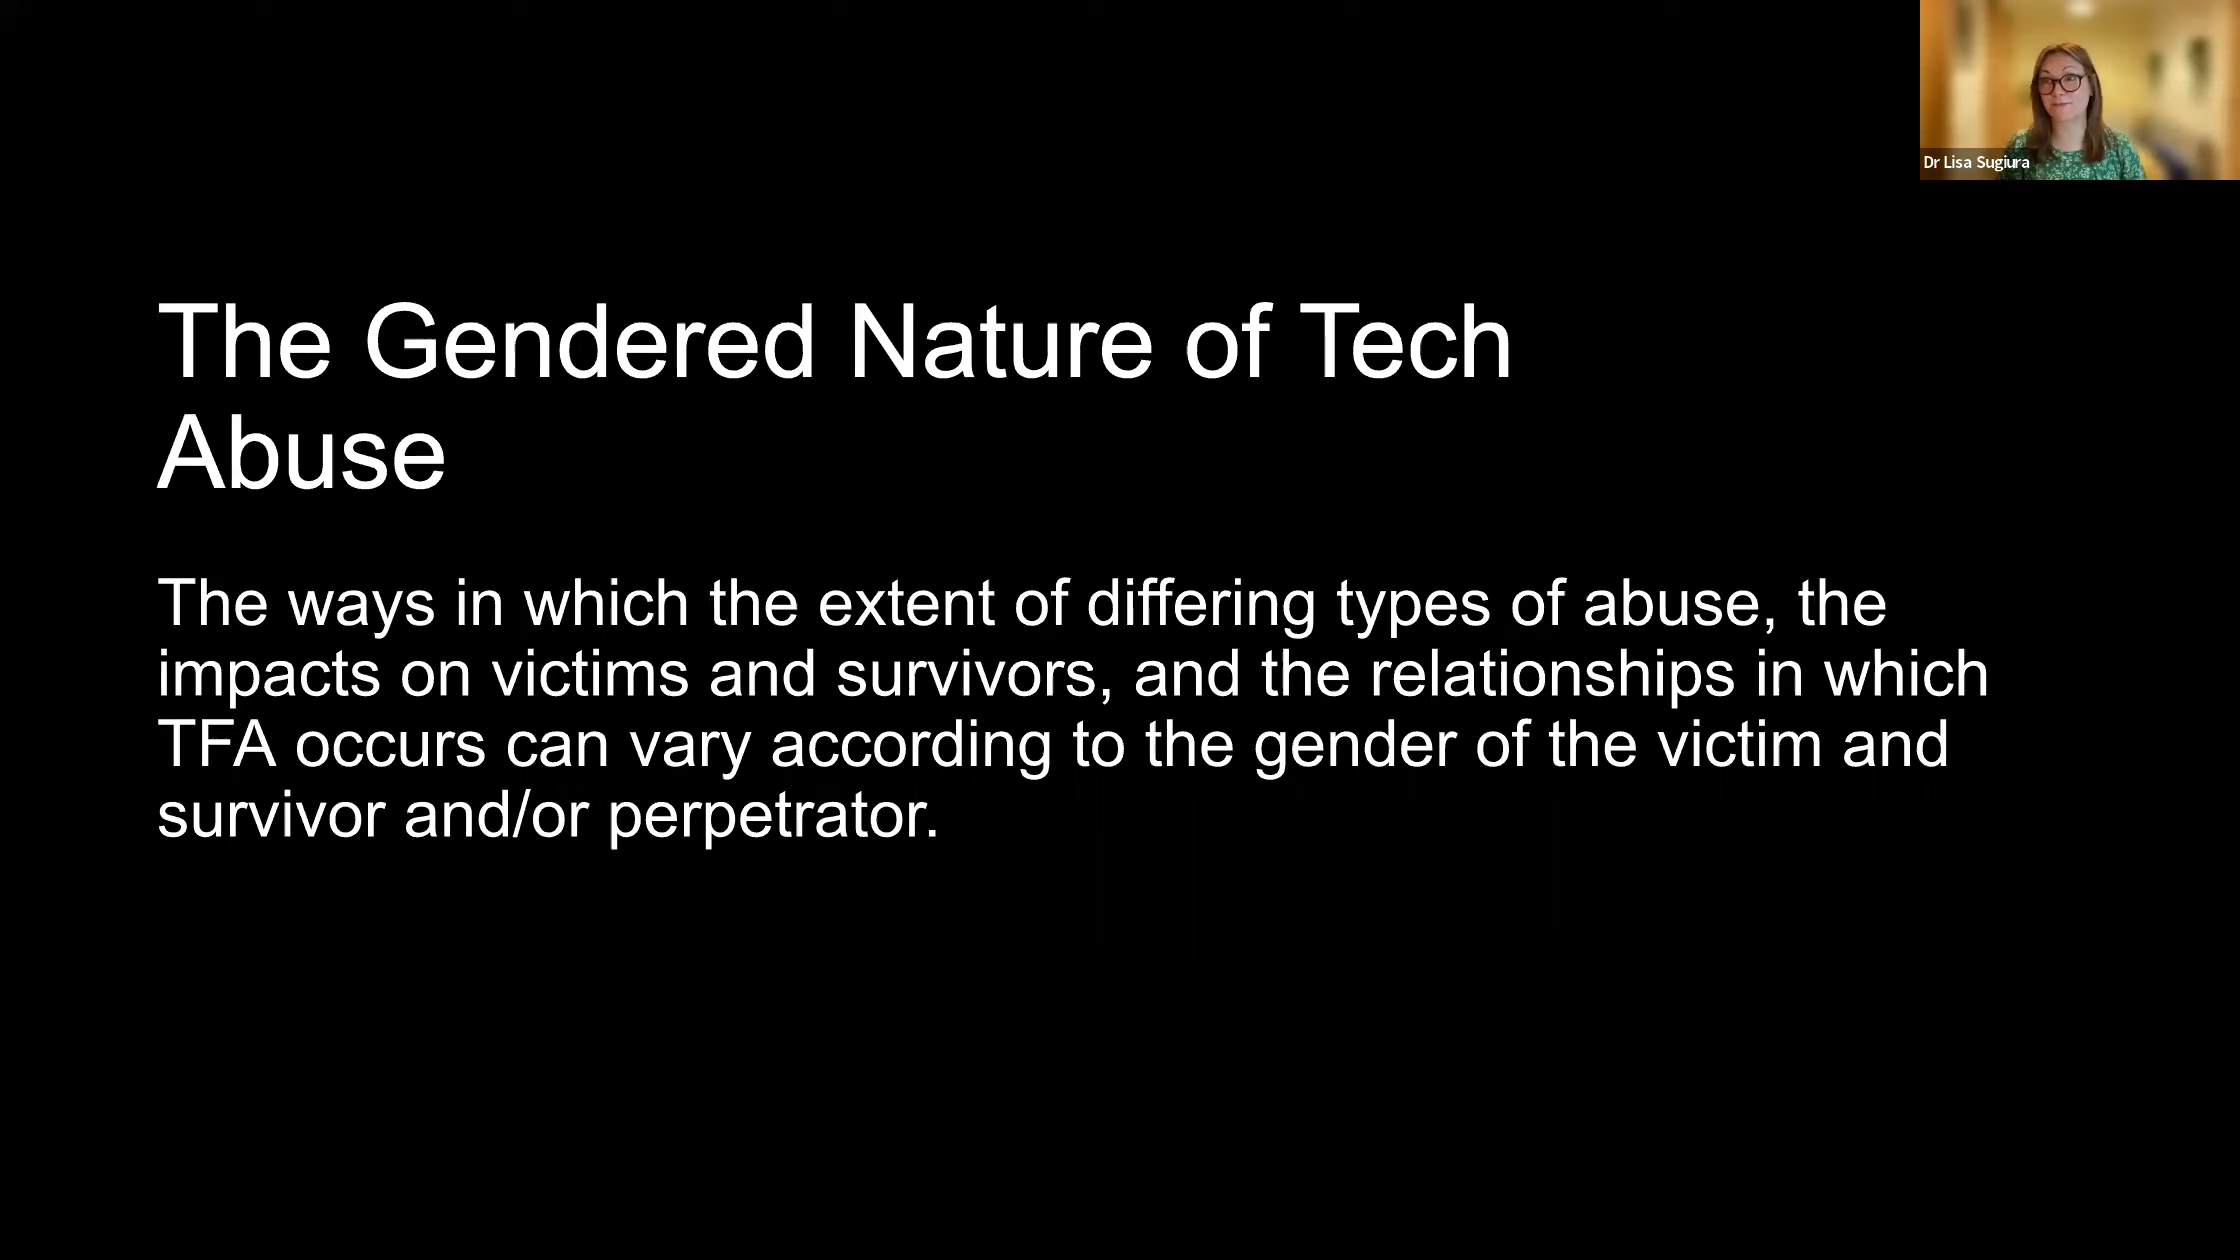 Dr Lisa Sugiura
The Gendered Nature of Tech
Abuse
The ways in which the extent of differing types of abuse, the
impacts on victims and survivors, and the relationships in which
TFA occurs can vary according to the gender of the victim and
survivor and/or perpetrator.